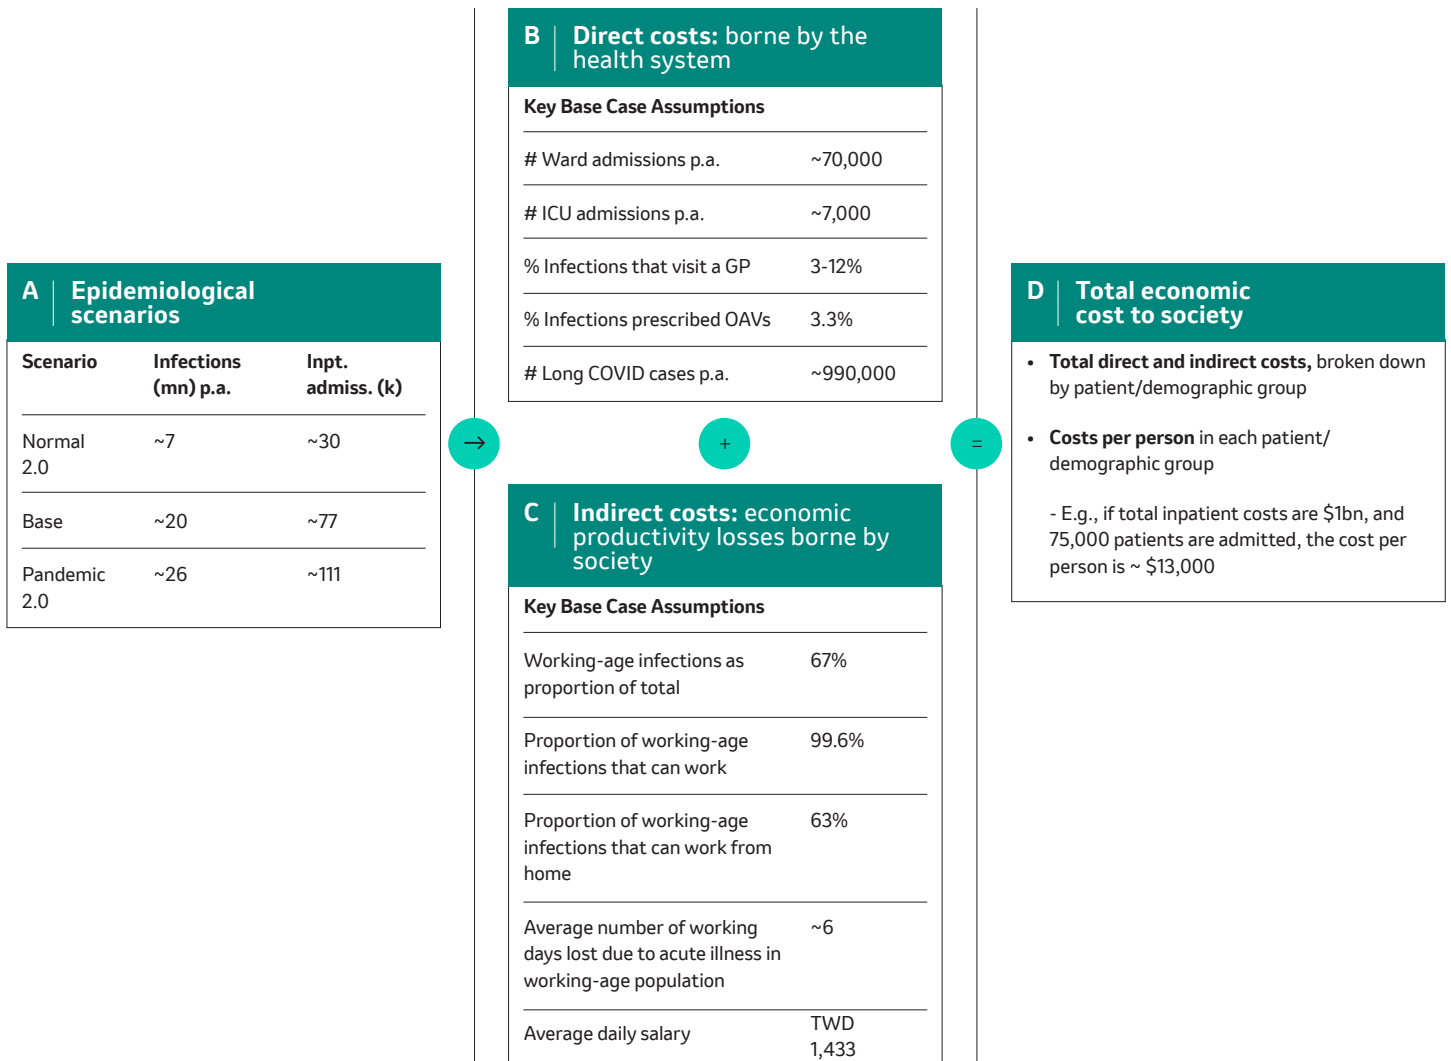 A
Epidemiological
scenarios
Scenario Infections Inpt.
(mn) p.a. admiss. (k)
Normal ~7 ~30
2.0
Base ~20 ~77
Pandemic ~26 ~111
2.0
→
B
Direct costs: borne by the
health system
Key Base Case Assumptions
# Ward admissions p.a. ~70,000
# ICU admissions p.a. ~7,000
% Infections that visit a GP 3-12%
% Infections prescribed OAVs 3.3%
# Long COVID cases p.a. ~990,000
+
C
Indirect costs: economic
productivity losses borne by
society
Key Base Case Assumptions
Working-age infections as 67%
proportion of total
Proportion of working-age 99.6%
infections that can work
Proportion of working-age 63%
infections that can work from
home
Average number of working ~6
days lost due to acute illness in
working-age population
Average daily salary TWD
1,433
=
D
Total economic
cost to society
• Total direct and indirect costs, broken down
by patient/demographic group
• Costs per person in each patient/
demographic group
- E.g., if total inpatient costs are $1bn, and
75,000 patients are admitted, the cost per
person is ~ $13,000